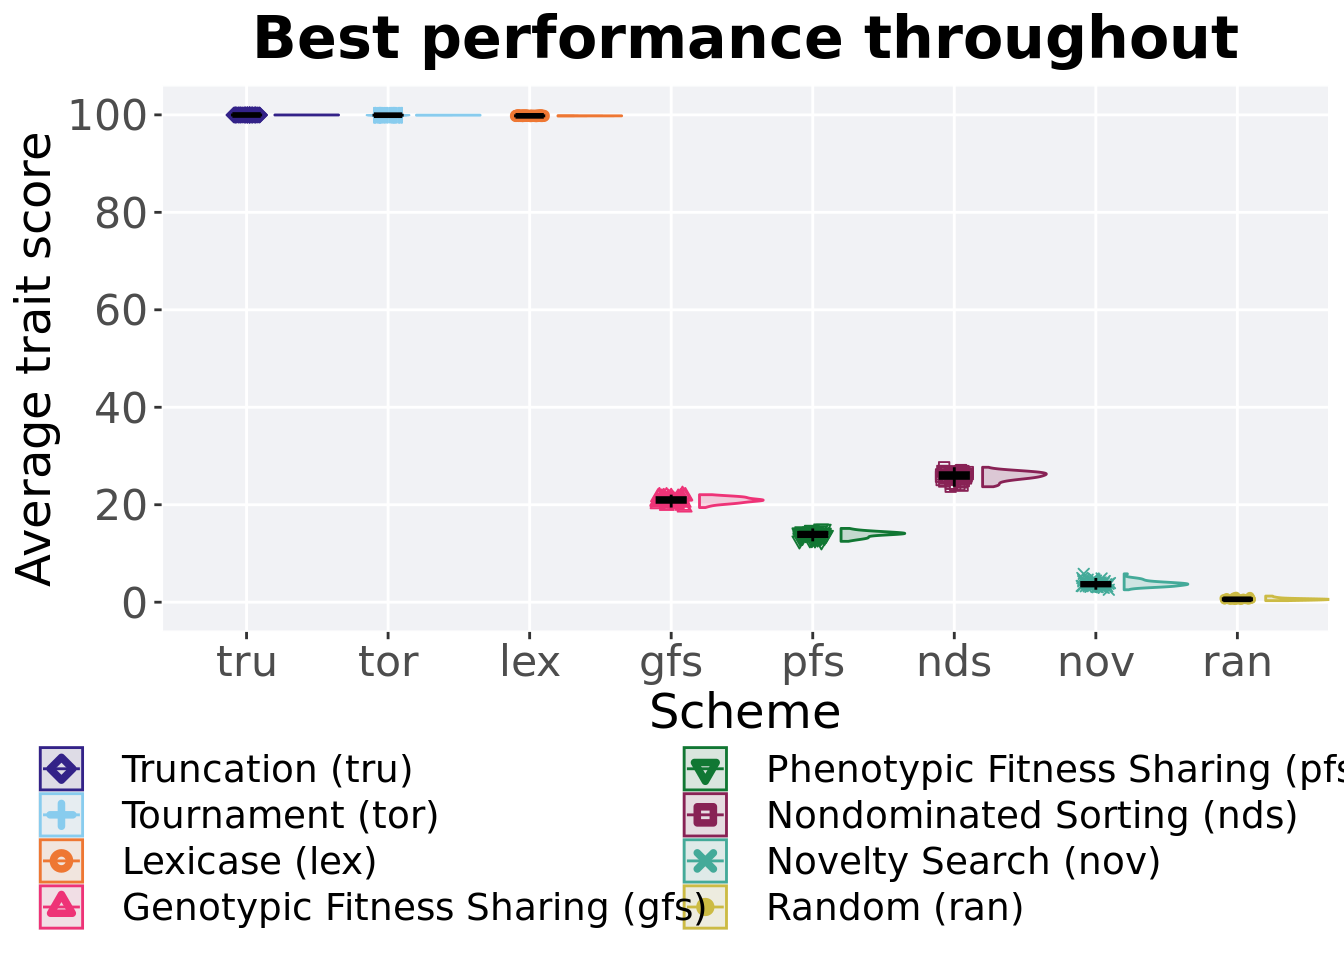 Best performance throughout
Average trait score
100
80
60
40
20
0
tru tor lex gfs pfs nds nov ran
Scheme
Truncation (tru)
Tournament (tor)
Lexicase (lex)
Genotypic Fitness Sharing (gfs)
Phenotypic Fitness Sharing (pfs
Nondominated Sorting (nds)
Novelty Search (nov)
Random (ran)